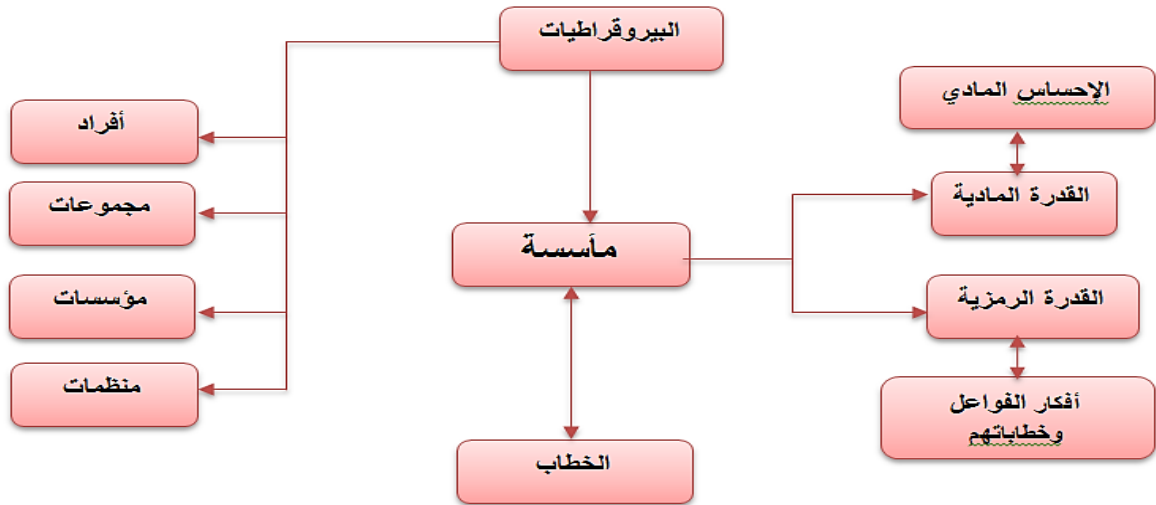 البيروقراطيات
الإحساس المادي
أفراد
القدرة المادية
مجموعات
مأسسة
القدرة الرمزية
مؤسسات
منظمات
أفكار الفواعل
وخطاباتهم
الخطاب